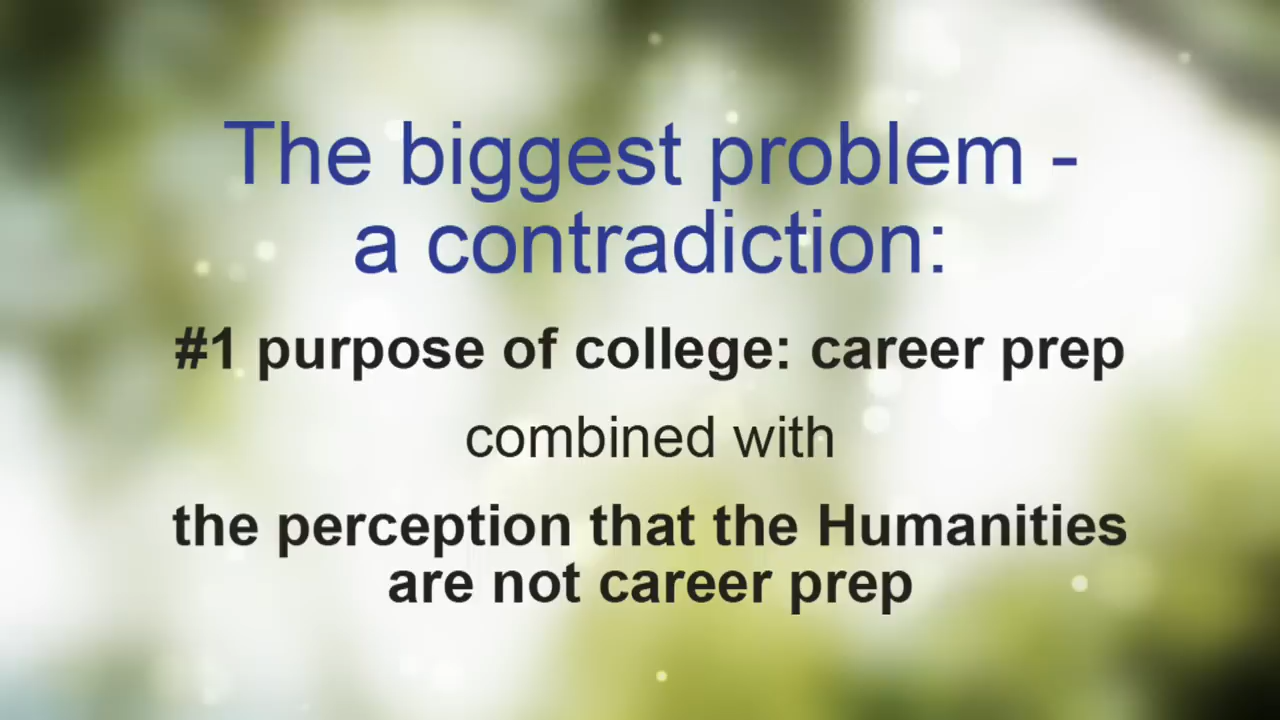 The biggest problem -
a contradiction:
#1 purpose of college: career prep
combined with
the perception that the Humanities
are not career prep